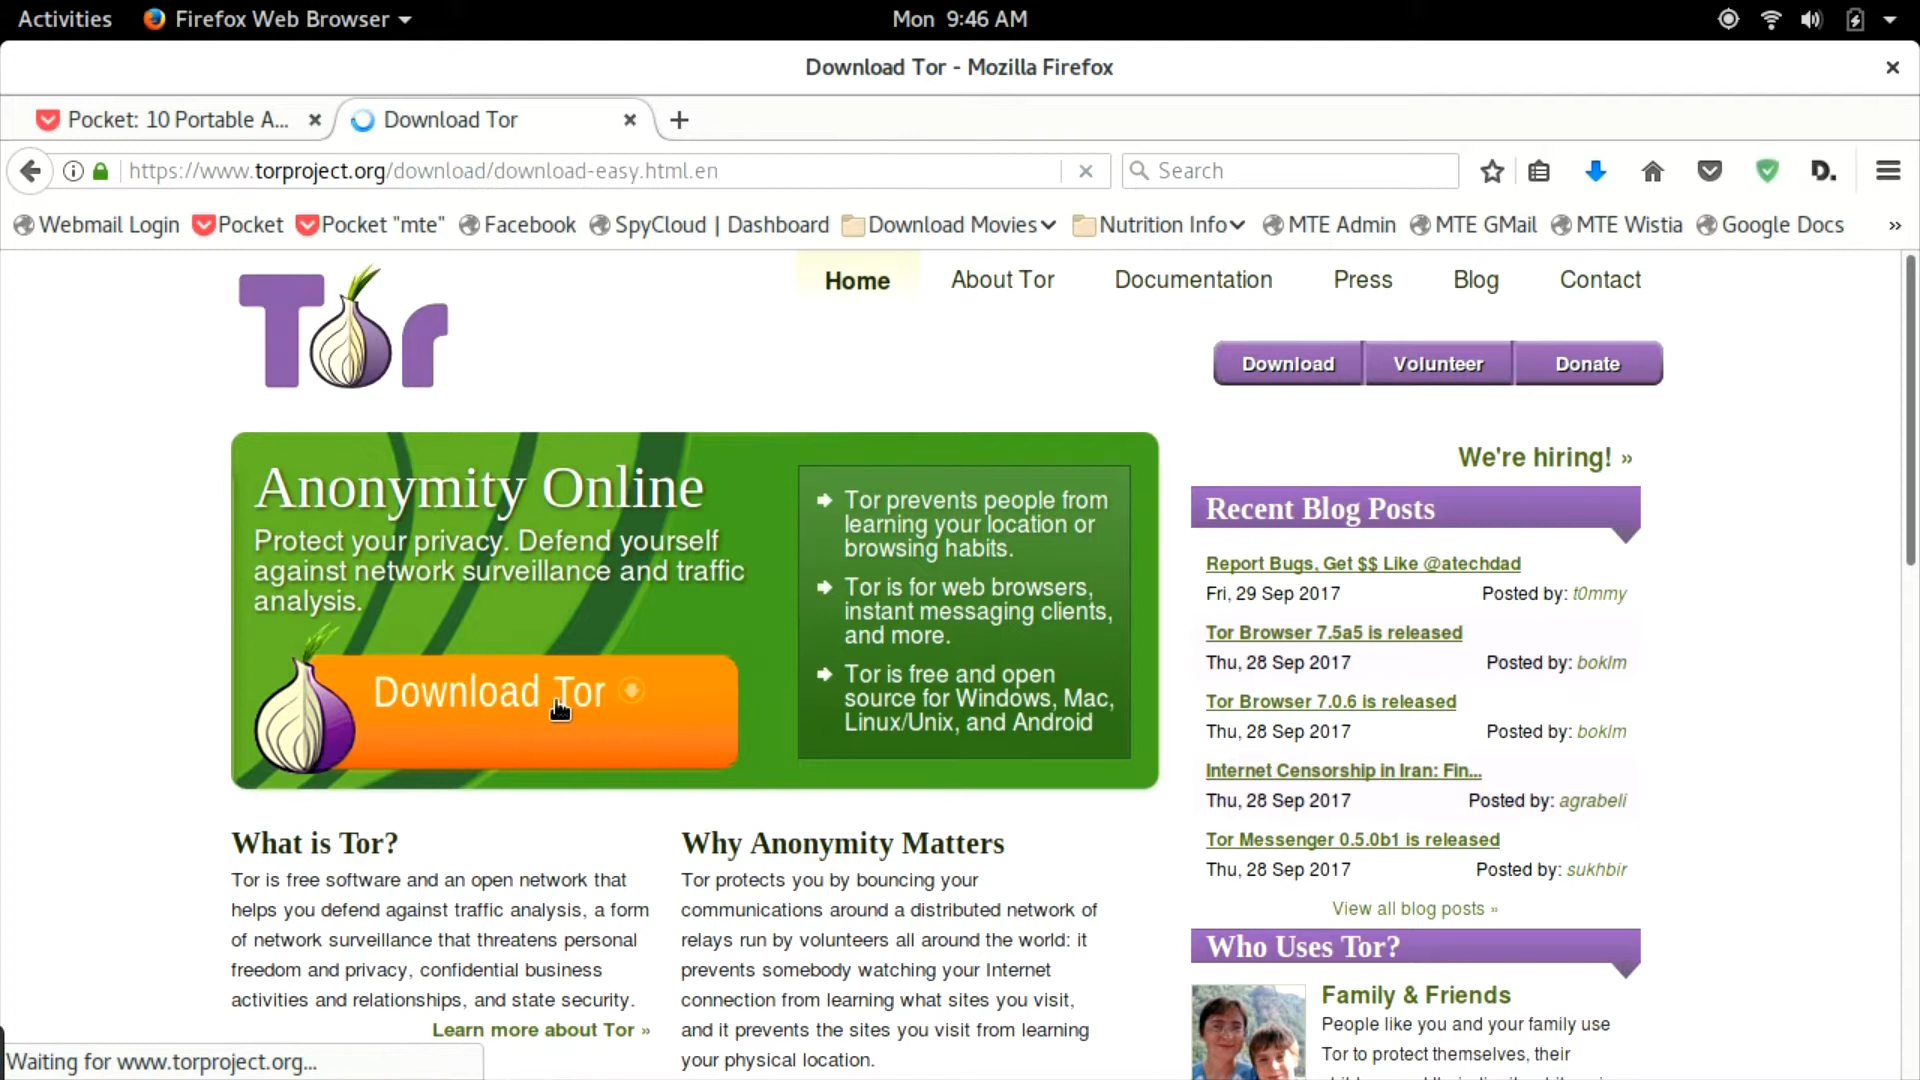 Activities Firefox Web Browser Mon 9:46 AM
Download Tor - Mozilla Firefox
Pocket: 10 Portable A... Download Tor
https://www.torproject.org/download/download-easy.html.en Search D.
Webmail Login Pocket Pocket "mte" Facebook SpyCloud | Dashboard Download Movies Nutrition Info MTE Admin MTE GMail MTE Wistia Google Docs »
Tor
Home About Tor Documentation Press Blog Contact
Download Volunteer Donate
Anonymity Online
Protect your privacy. Defend yourself
against network surveillance and traffic
analysis.
Download Tor
Tor prevents people from
learning your location or
browsing habits.
Tor is for web browsers,
instant messaging clients,
and more.
Tor is free and open
source for Windows, Mac,
Linux/Unix, and Android
We're hiring! »
Recent Blog Posts
Report Bugs, Get $$ Like @atechdad
Fri, 29 Sep 2017 Posted by: t0mmy
Tor Browser 7.5a5 is released
Thu, 28 Sep 2017 Posted by: boklm
Tor Browser 7.0.6 is released
Thu, 28 Sep 2017 Posted by: boklm
Internet Censorship in Iran: Fin...
Thu, 28 Sep 2017 Posted by: agrabeli
Tor Messenger 0.5.0b1 is released
Thu, 28 Sep 2017 Posted by: sukhbir
View all blog posts »
What is Tor?
Tor is free software and an open network that
helps you defend against traffic analysis, a form
of network surveillance that threatens personal
freedom and privacy, confidential business
activities and relationships, and state security.
Learn more about Tor »
Why Anonymity Matters
Tor protects you by bouncing your
communications around a distributed network of
relays run by volunteers all around the world: it
prevents somebody watching your Internet
connection from learning what sites you visit,
and it prevents the sites you visit from learning
your physical location.
Who Uses Tor?
Family & Friends
People like you and your family use
Tor to protect themselves, their
Waiting for www.torproject.org...